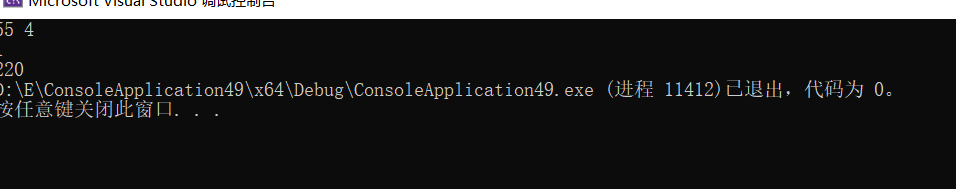 Microsoft Visual Studio 调试控制台
55 4
220
D:\E\ConsoleApplication49\x64\Debug\ConsoleApplication49.exe (进程 11412)已退出，代码为 0。
按任意键关闭此窗口. . .